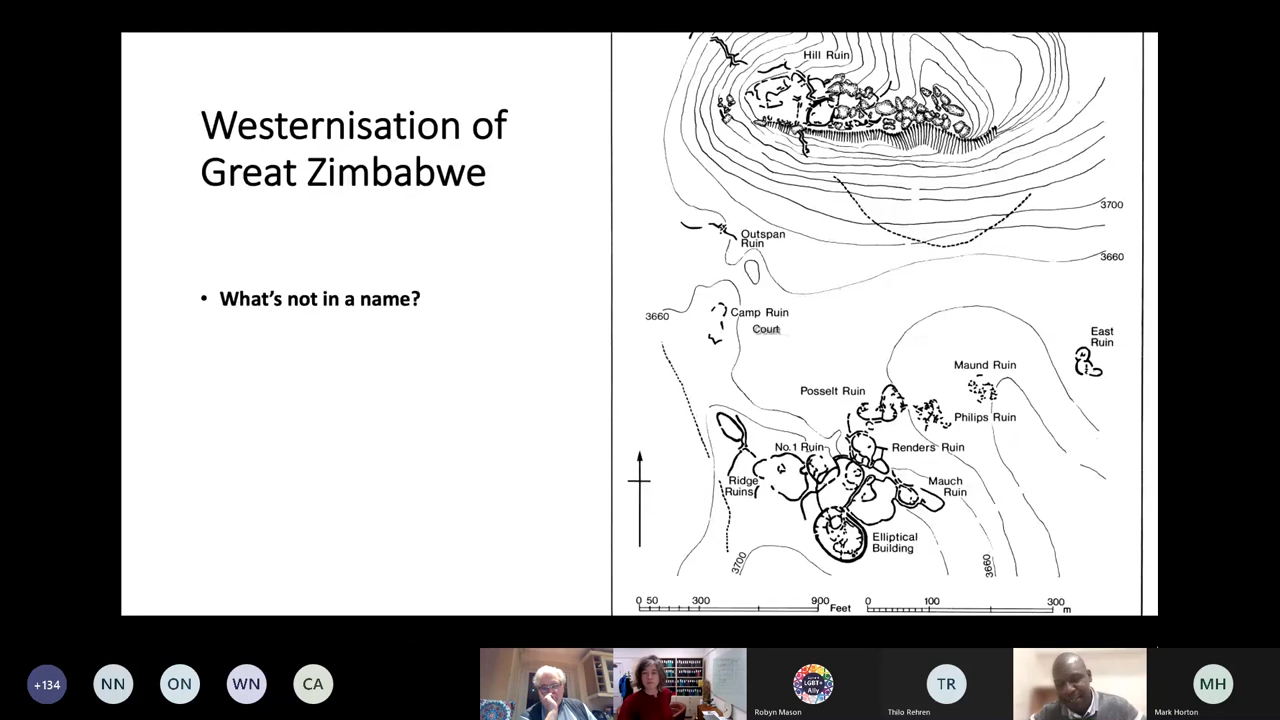 Westernisation of
Great Zimbabwe
• What's not in a name?
Hill Ruin
3700
Outspan
Ruin
3660
3660
Camp Ruin
Court
East
Ruin
Maund Ruin
Posselt Ruin
Philips Ruin
No.1 Ruin
Renders Ruin
Ridge
Ruins
Mauch
Ruin
Elliptical
Building
3700
3660
0 50 300 900 Feet
0 100 300 m
+134
NN
ON
WN
CA
Robyn Mason
LGBT+
Ally
TR
Thilo Rehren
MH
Mark Horton